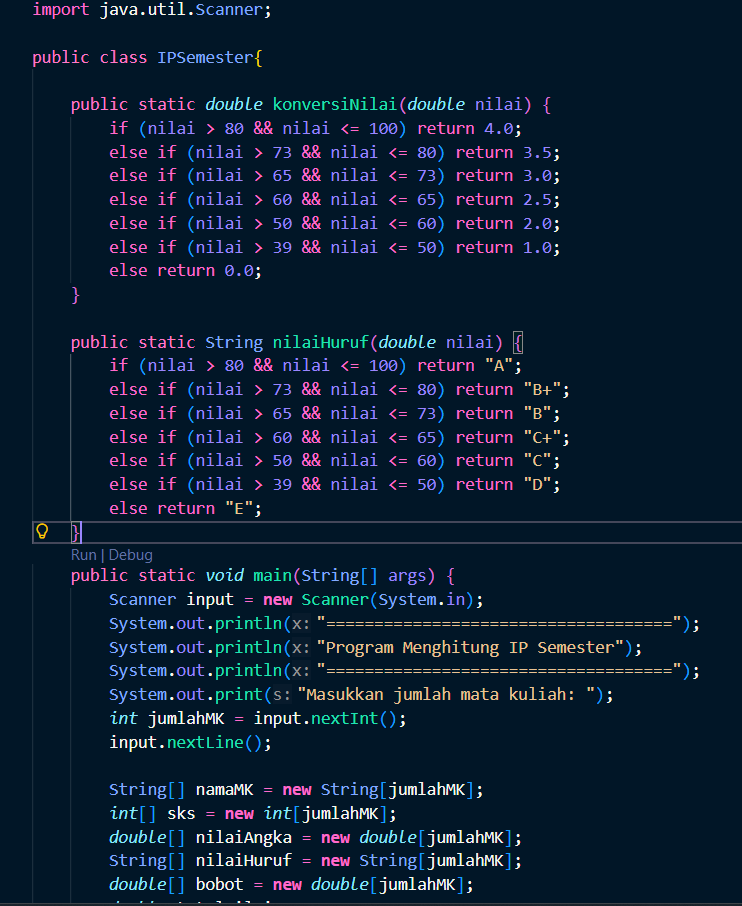 import java.util.Scanner;
public class IPSemester{
public static double konversiNilai(double nilai) {
if (nilai > 80 && nilai <= 100) return 4.0;
else if (nilai > 73 && nilai <= 80) return 3.5;
else if (nilai > 65 && nilai <= 73) return 3.0;
else if (nilai > 60 && nilai <= 65) return 2.5;
else if (nilai > 50 && nilai <= 60) return 2.0;
else if (nilai > 39 && nilai <= 50) return 1.0;
else return 0.0;
}
public static String nilaiHuruf(double nilai) {
if (nilai > 80 && nilai <= 100) return "A";
else if (nilai > 73 && nilai <= 80) return "B+";
else if (nilai > 65 && nilai <= 73) return "B";
else if (nilai > 60 && nilai <= 65) return "C+";
else if (nilai > 50 && nilai <= 60) return "C";
else if (nilai > 39 && nilai <= 50) return "D";
else return "E";
}
Run | Debug
public static void main(String[] args) {
Scanner input = new Scanner(System.in);
System.out.println(x: "====================================");
System.out.println(x: "Program Menghitung IP Semester");
System.out.println(x: "====================================");
System.out.print(s: "Masukkan jumlah mata kuliah: ");
int jumlahMK = input.nextInt();
input.nextLine();
String[] namaMK = new String[jumlahMK];
int[] sks = new int[jumlahMK];
double[] nilaiAngka = new double[jumlahMK];
String[] nilaiHuruf = new String[jumlahMK];
double[] bobot = new double[jumlahMK];